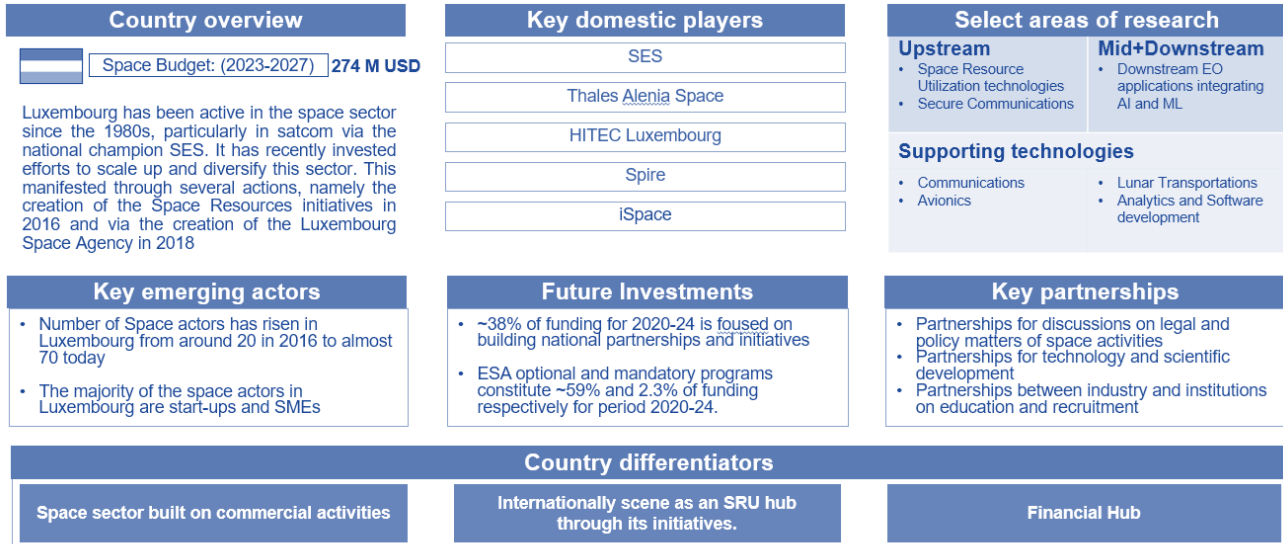 Country overview
Space Budget: (2023-2027) 274 M USD
Luxembourg has been active in the space sector
since the 1980s, particularly in satcom via the
national champion SES. It has recently invested
efforts to scale up and diversify this sector. This
manifested through several actions, namely the
creation of the Space Resources initiatives in
2016 and via the creation of the Luxembourg
Space Agency in 2018
Key domestic players
SES
Thales Alenia Space
HITEC Luxembourg
Spire
iSpace
Select areas of research
Upstream
• Space Resource
Utilization technologies
• Secure Communications
Mid+Downstream
• Downstream EO
applications integrating
AI and ML
Supporting technologies
• Communications
• Avionics
• Lunar Transportations
• Analytics and Software
development
Key emerging actors
• Number of Space actors has risen in
Luxembourg from around 20 in 2016 to almost
70 today
• The majority of the space actors in
Luxembourg are start-ups and SMEs
Future Investments
• ~38% of funding for 2020-24 is foused on
building national partnerships and initiatives
• ESA optional and mandatory programs
constitute ~59% and 2.3% of funding
respectively for period 2020-24.
Key partnerships
• Partnerships for discussions on legal and
policy matters of space activities
• Partnerships for technology and scientific
development
• Partnerships between industry and institutions
on education and recruitment
Country differentiators
Space sector built on commercial activities
Internationally scene as an SRU hub
through its initiatives.
Financial Hub